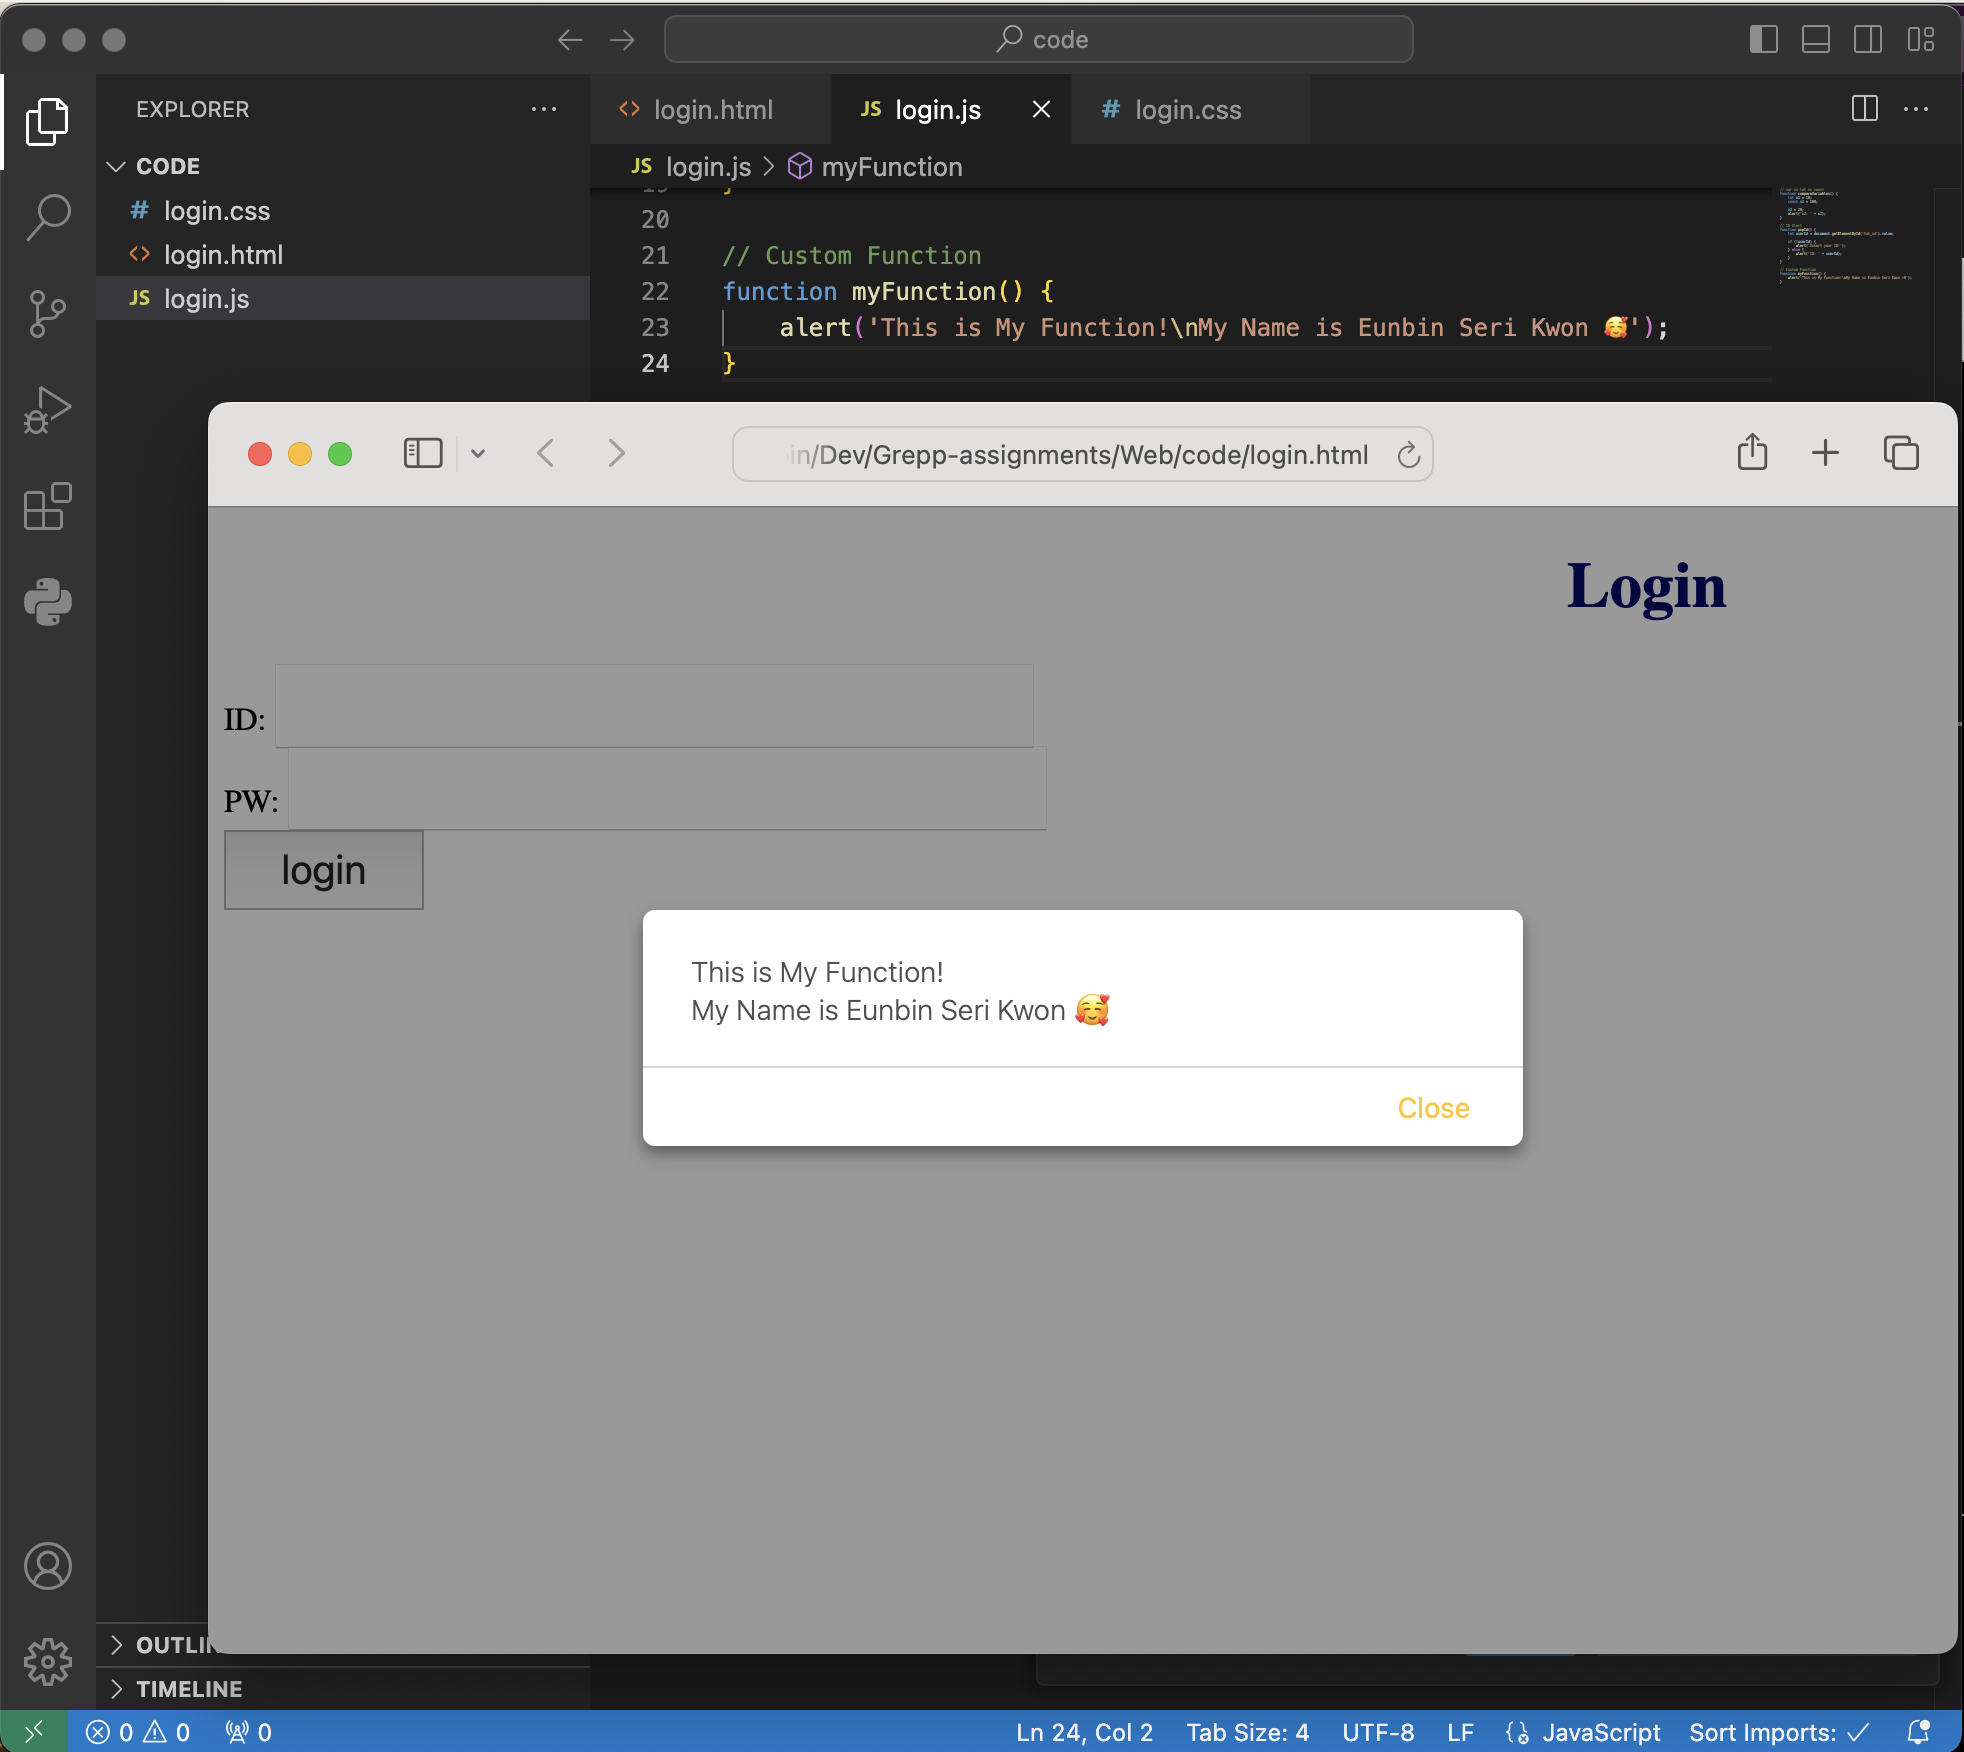 code
EXPLORER
login.html
JS login.js
# login.css
CODE
# login.css
<> login.html
JS login.js
JS login.js > myFunction
19 }
20
21 // Custom Function
22 function myFunction() {
23 alert('This is My Function!\nMy Name is Eunbin Seri Kwon 🥰');
24 }
in/Dev/Grepp-assignments/Web/code/login.html
Login
ID:
PW:
login
This is My Function!
My Name is Eunbin Seri Kwon 🥰
Close
OUTLI
TIMELINE
0 0 0
Ln 24, Col 2 Tab Size: 4 UTF-8 LF JavaScript Sort Imports: ✓